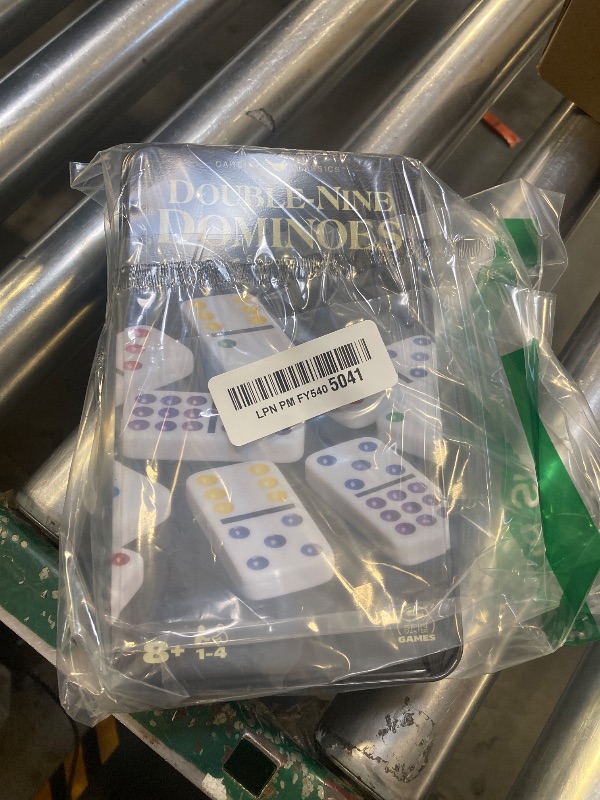 DOUBLE-NINE
DOMINOES
LPN PM FY540 5041
8+
1-4
GAMES